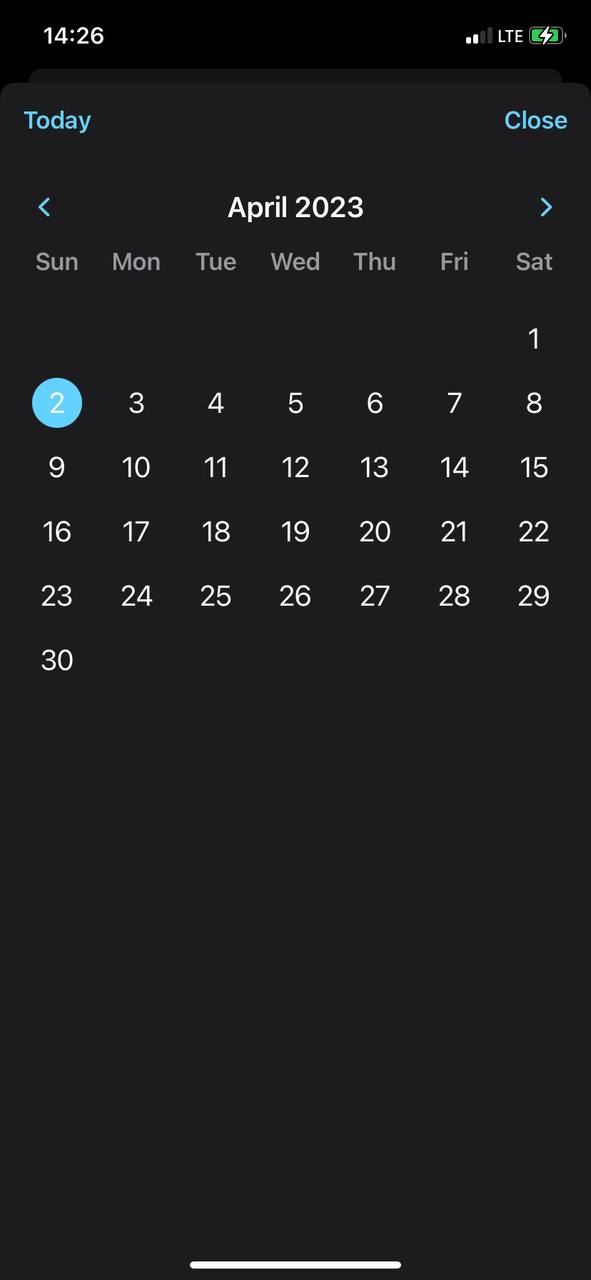 14:26 LTE
Today Close
April 2023
Sun Mon Tue Wed Thu Fri Sat
1
2 3 4 5 6 7 8
9 10 11 12 13 14 15
16 17 18 19 20 21 22
23 24 25 26 27 28 29
30